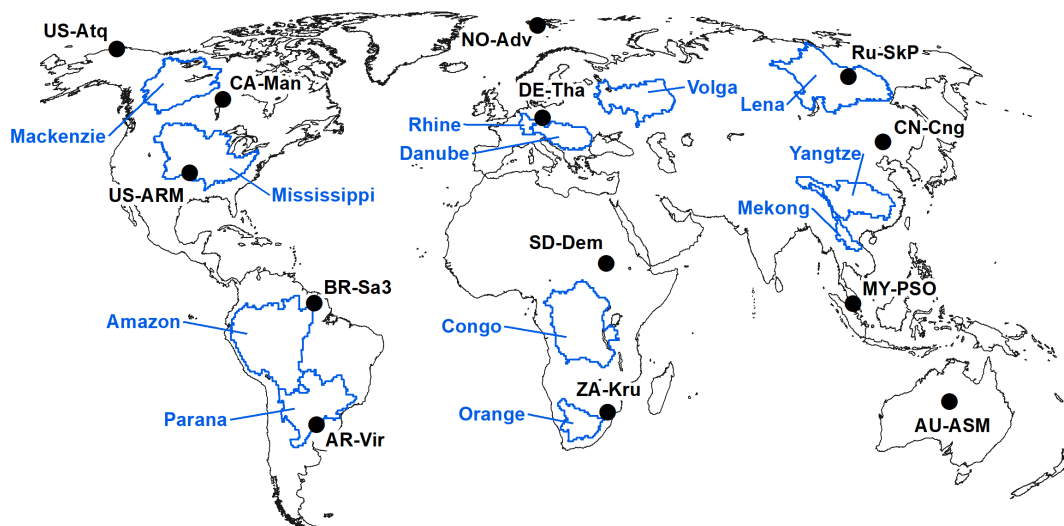 US-Atq
NO-Adv
Ru-SkP
CA-Man
DE-Tha
Volga
Lena
Mackenzie
Rhine
CN-Cng
Danube
Yangtze
US-ARM
Mississippi
Mekong
SD-Dem
BR-Sa3
MY-PSO
Amazon
Congo
ZA-Kru
Parana
Orange
AR-Vir
AU-ASM